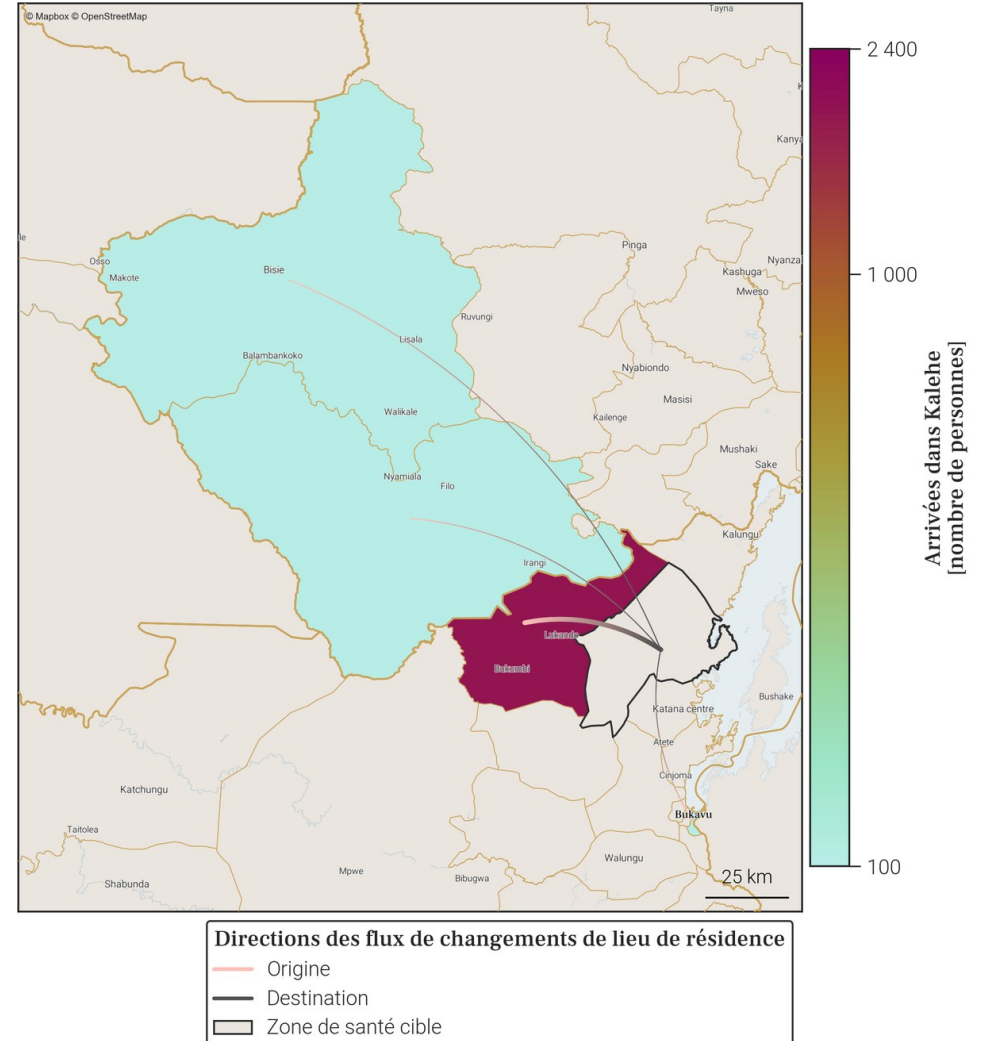 © Mapbox © OpenStreetMap
Tayna
Kanya
Pinga
Nyanza
Kashuga
Mweso
le
Osso
Makote
Bisie
Ruvungi
Lisala
Balambankoko
Nyabiondo
Masisi
Walikale
Kailenge
Mushaki
Sake
Nyamiala
Filo
Kalungu
Irangi
Lukando
Bukumbi
Bushake
Katana centre
Atete
Cinjoma
Katchungu
Bukavu
Taitolea
Walungu
Mpwe
Bibugwa
Shabunda
25 km
2 400
1 000
100
Arrivées dans Kalehe
[nombre de personnes]
Directions des flux de changements de lieu de résidence
Origine
Destination
Zone de santé cible